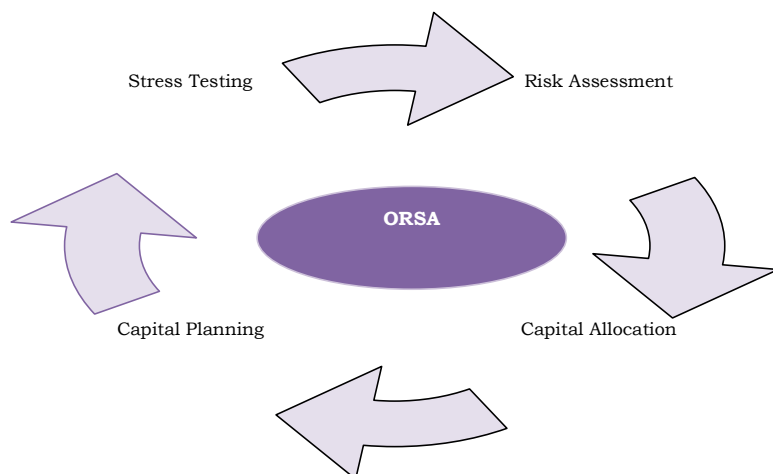 Stress Testing
Risk Assessment
ORSA
Capital Planning
Capital Allocation